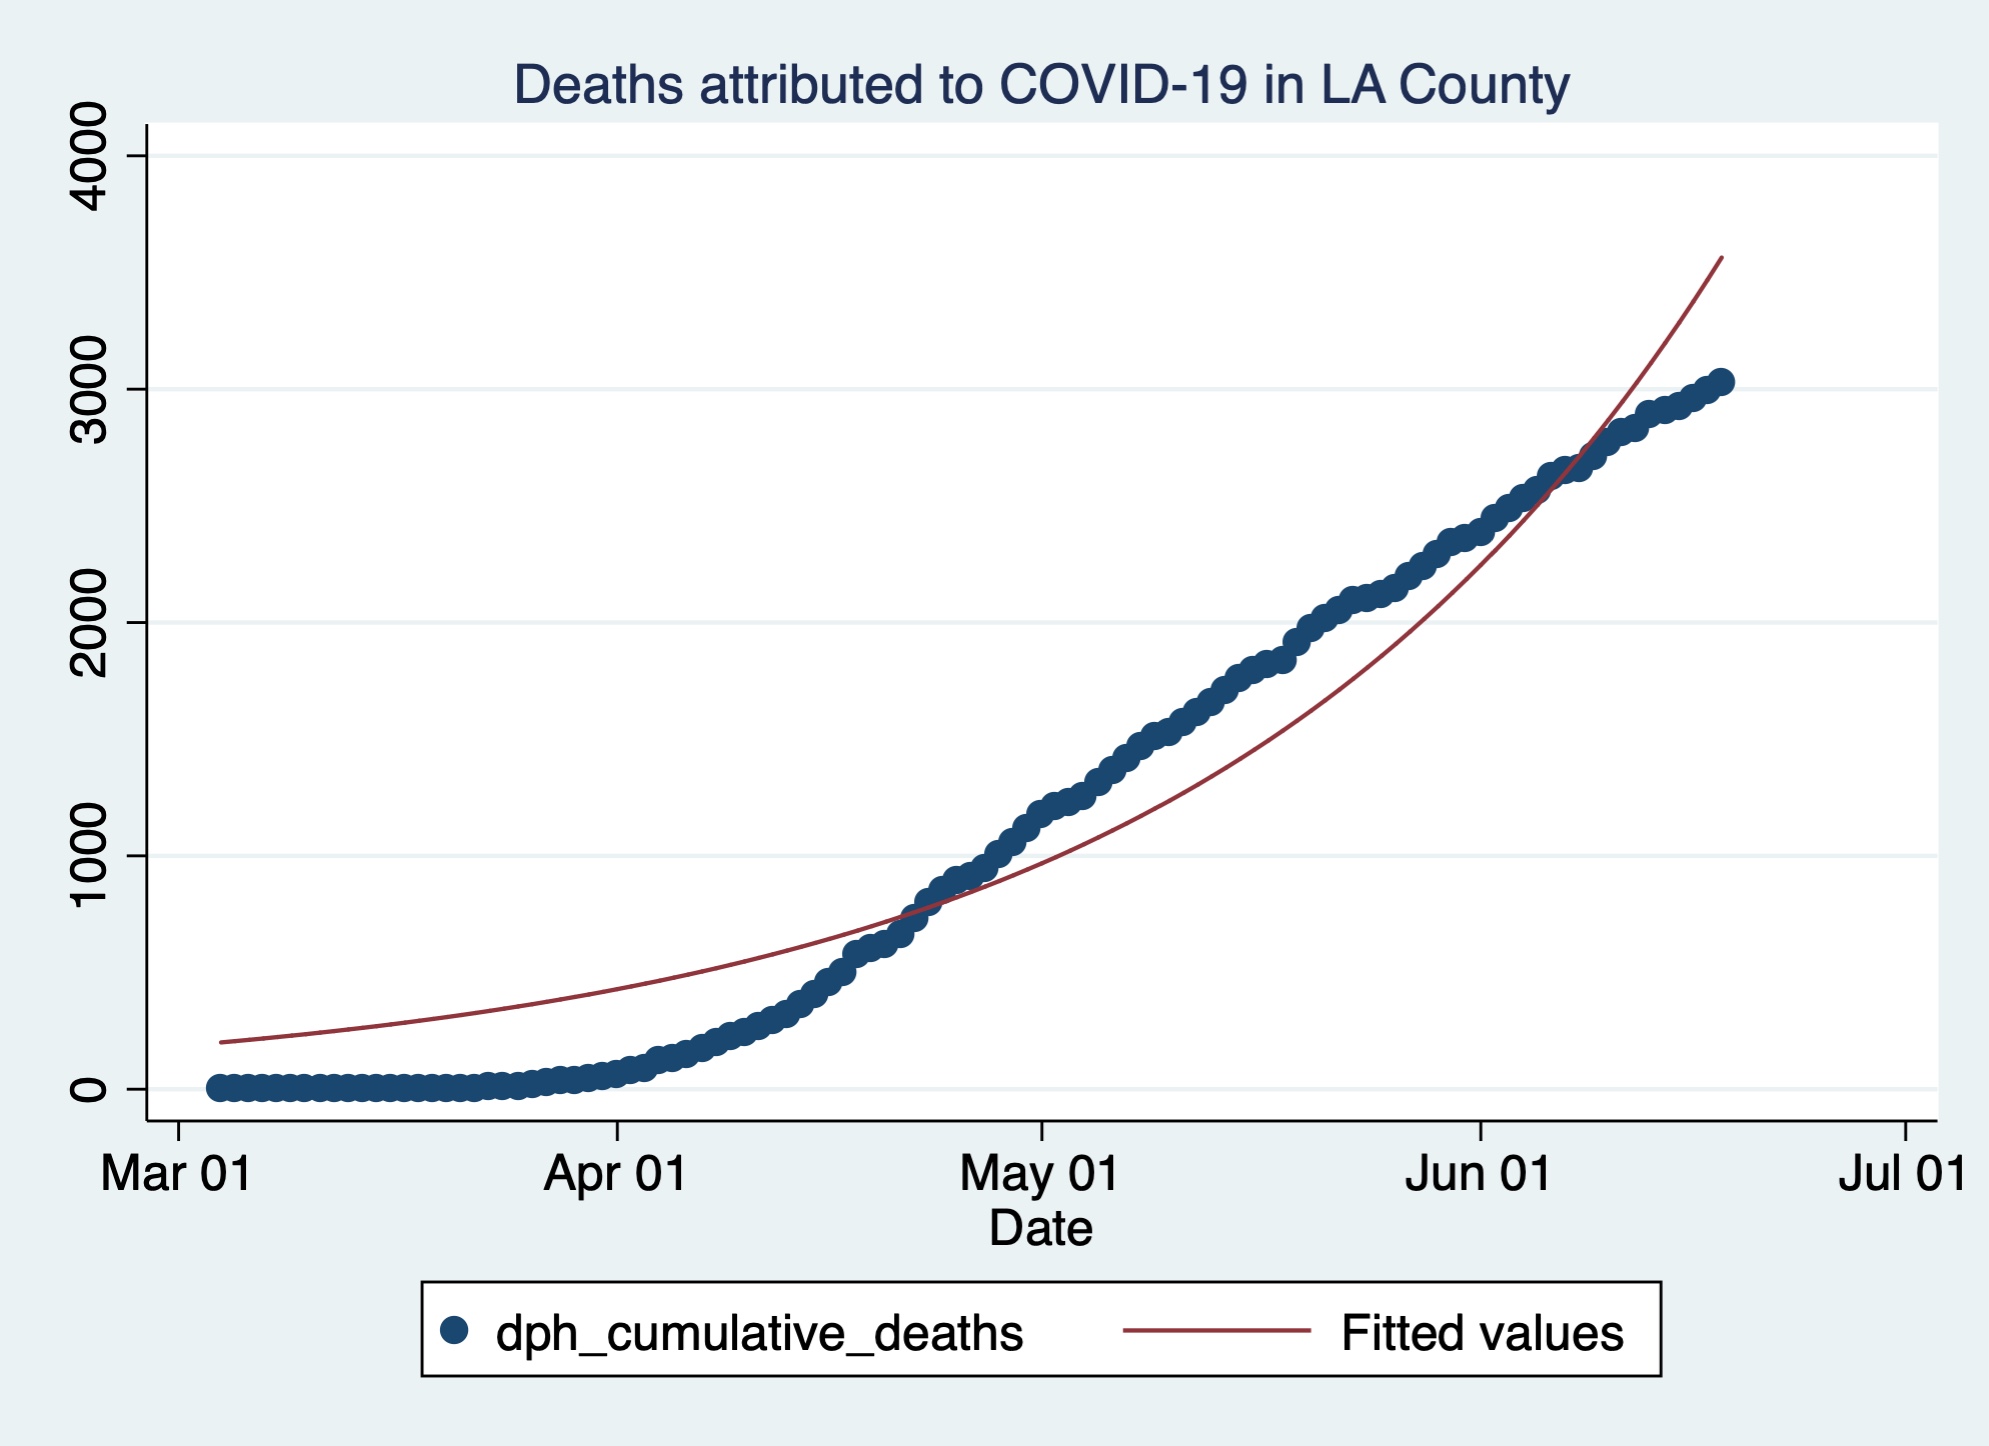 Deaths attributed to COVID-19 in LA County
4000
3000
2000
1000
0
Mar 01 Apr 01 May 01 Jun 01 Jul 01
Date
dph_cumulative_deaths Fitted values